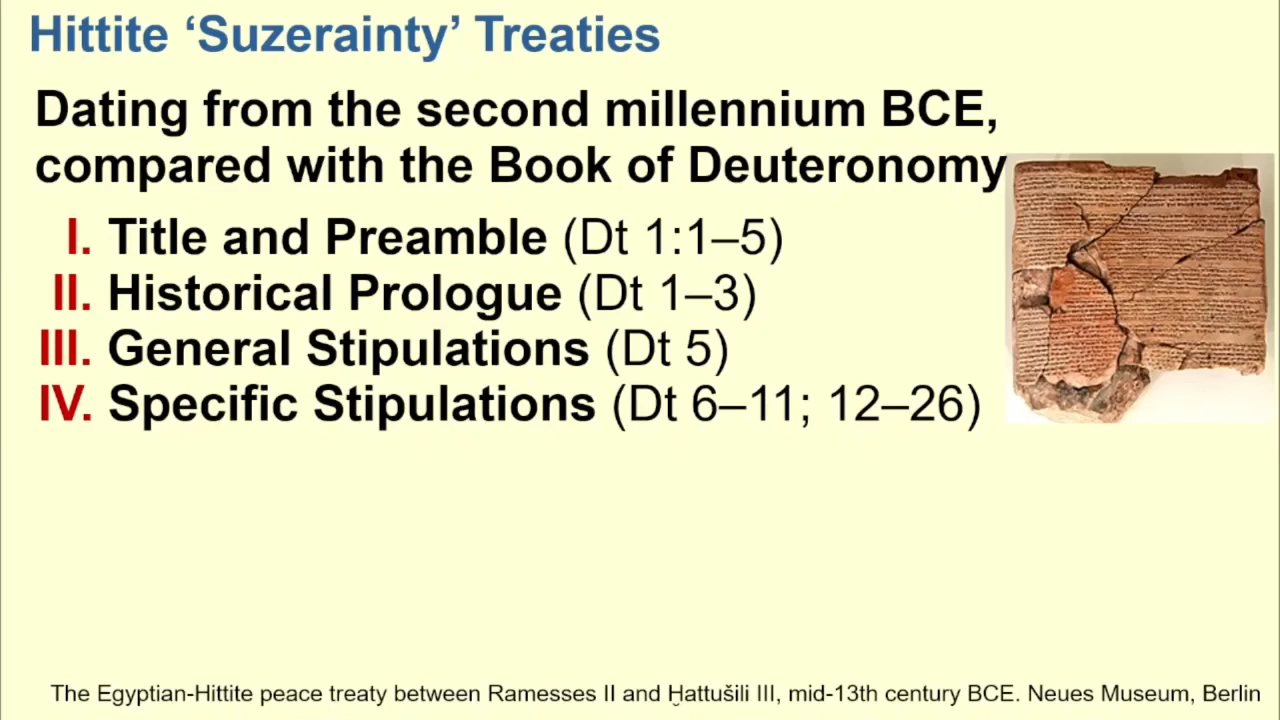 Hittite ‘Suzerainty’ Treaties
Dating from the second millennium BCE,
compared with the Book of Deuteronomy
I. Title and Preamble (Dt 1:1–5)
II. Historical Prologue (Dt 1–3)
III. General Stipulations (Dt 5)
IV. Specific Stipulations (Dt 6–11; 12–26)
The Egyptian-Hittite peace treaty between Ramesses II and Ḫattušili III, mid-13th century BCE. Neues Museum, Berlin